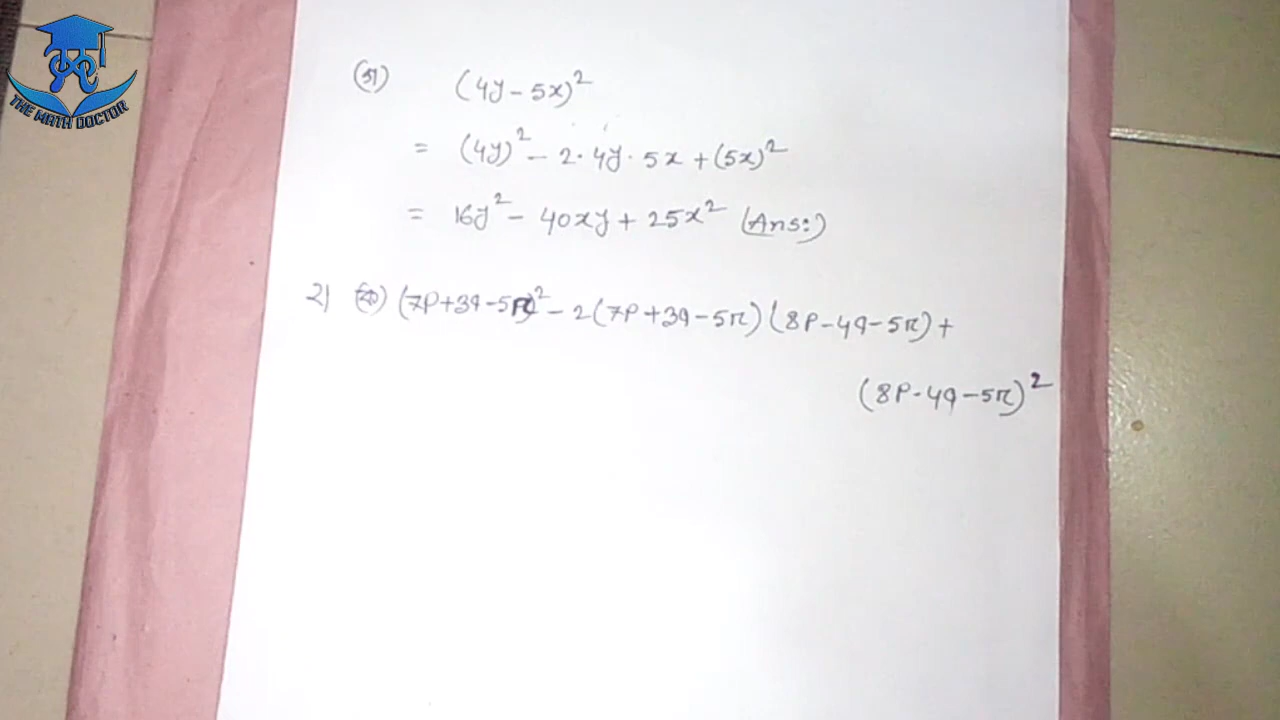 THE MATH DOCTOR
(গ) (4y - 5x)²
= (4y)² - 2 · 4y · 5x + (5x)²
= 16y² - 40xy + 25x² (Ans:)
২। (ক) (7P+3q-5r)² - 2(7P+3q-5r)(8P-4q-5r) +
(8P-4q-5r)²